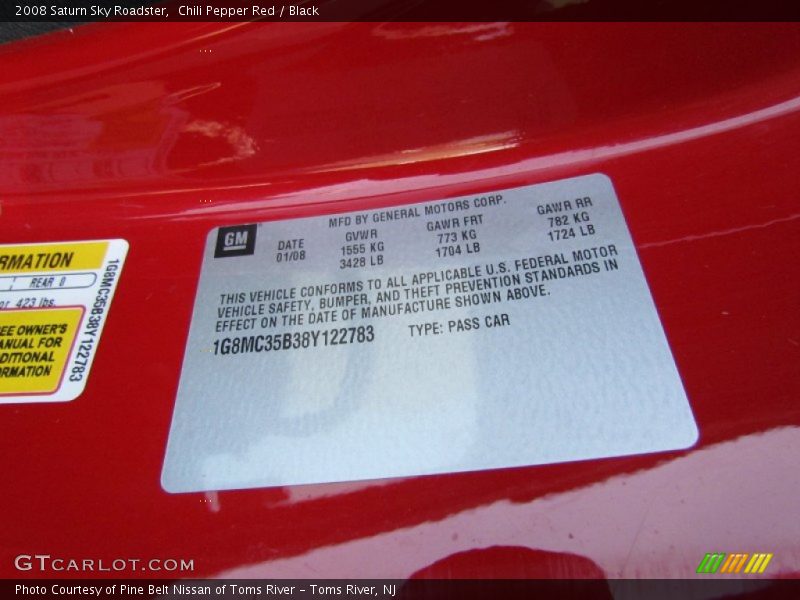 2008 Saturn Sky Roadster,  Chili Pepper Red / Black
MFD BY GENERAL MOTORS CORP.
GM
DATE GVWR GAWR FRT GAWR RR
01/08 1555 KG 773 KG 782 KG
3428 LB 1704 LB 1724 LB
THIS VEHICLE CONFORMS TO ALL APPLICABLE U.S. FEDERAL MOTOR
VEHICLE SAFETY, BUMPER, AND THEFT PREVENTION STANDARDS IN
EFFECT ON THE DATE OF MANUFACTURE SHOWN ABOVE.
1G8MC35B38Y122783 TYPE: PASS CAR
RMATION
REAR 0
or 423 lbs.
EE OWNER'S
ANUAL FOR
DITIONAL
RMATION
1G8MC35B38Y122783
GTCARLOT.COM
Photo Courtesy of Pine Belt Nissan of Toms River – Toms River, NJ